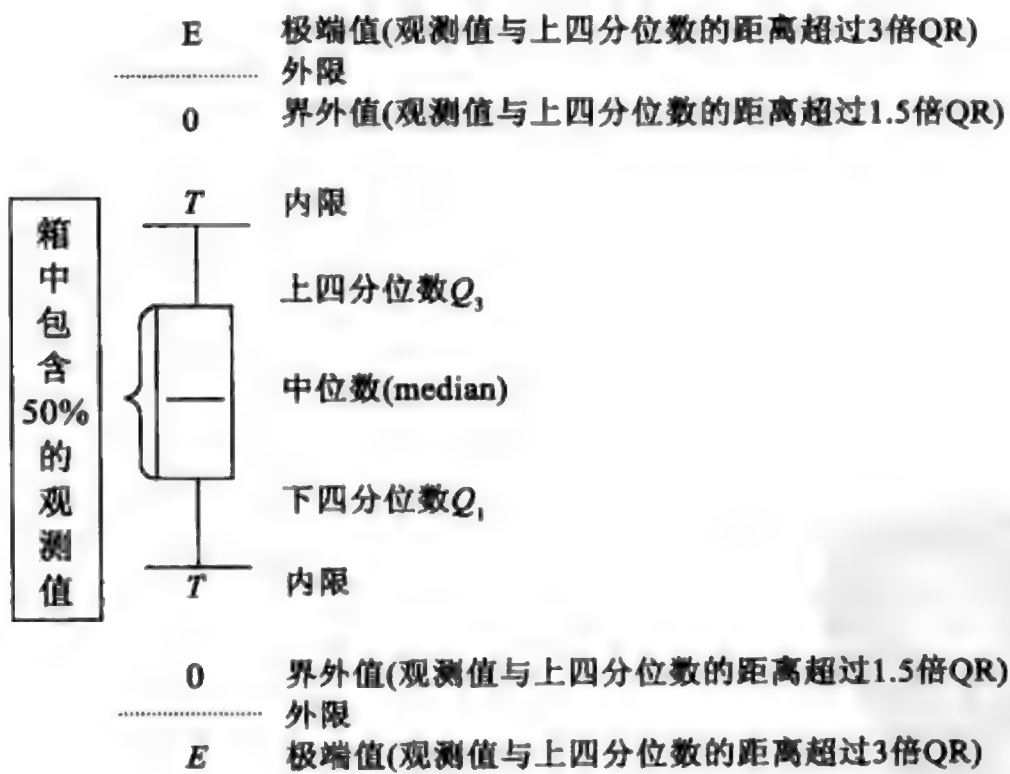 E 极端值(观测值与上四分位数的距离超过3倍QR)
外限
0 界外值(观测值与上四分位数的距离超过1.5倍QR)
T 内限
上四分位数Q₃
中位数(median)
下四分位数Q₁
T 内限
0 界外值(观测值与上四分位数的距离超过1.5倍QR)
外限
E 极端值(观测值与上四分位数的距离超过3倍QR)
箱
中
包
含
50%
的
观
测
值